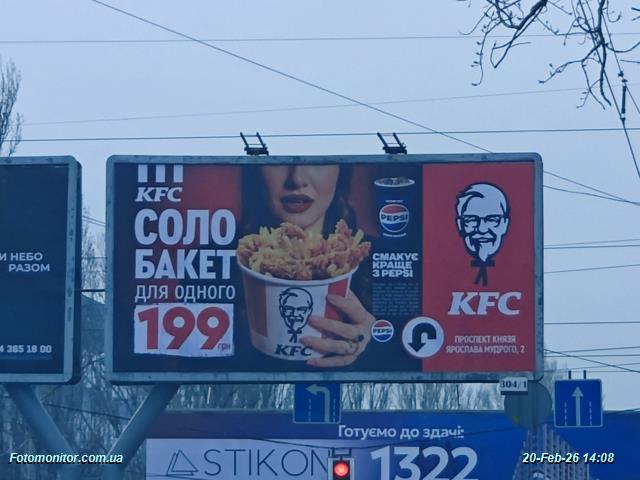 И НЕБО
РАЗОМ
4 365 18 00
KFC
СОЛО
БАКЕТ
ДЛЯ ОДНОГО
199
ГРН
KFC
PEPSI
СМАКУЄ
КРАЩЕ
З PEPSI
PEPSI
KFC
ПРОСПЕКТ КНЯЗЯ
ЯРОСЛАВА МУДРОГО, 2
304/1
Готуємо до здачі:
STIKON
1322
Fotomonitor.com.ua
20-Feb-26 14:08